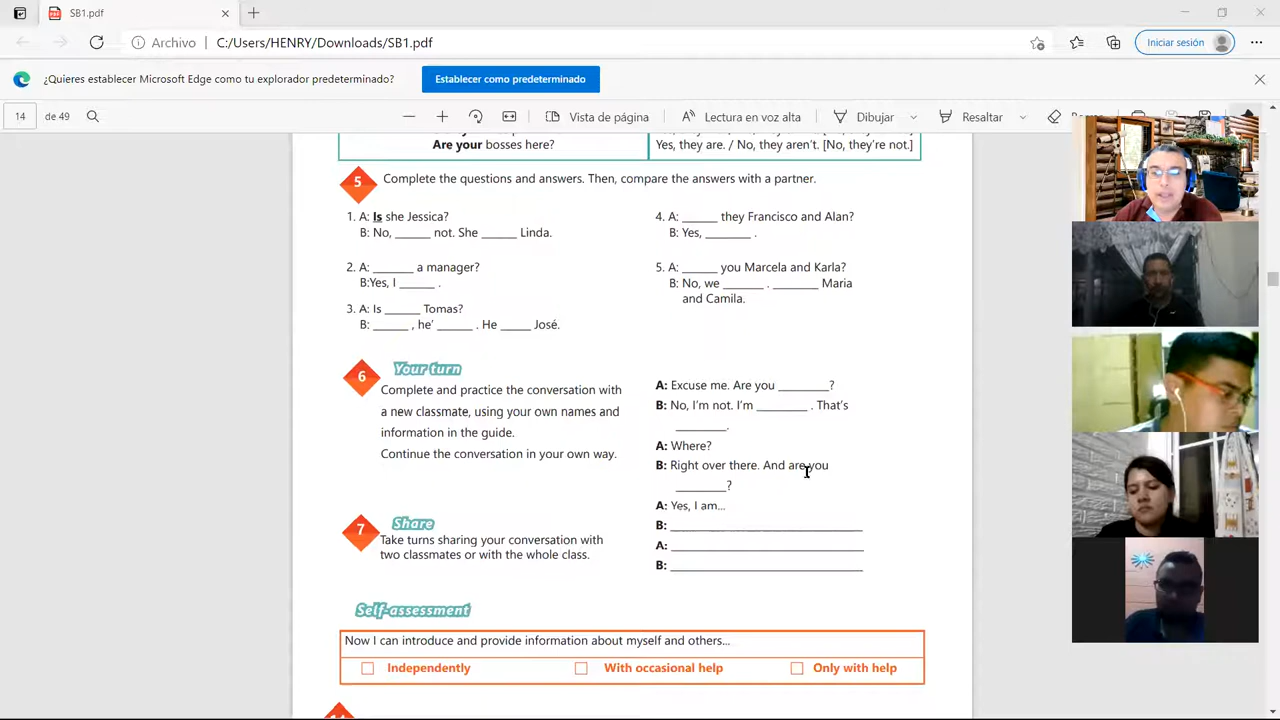 SB1.pdf
Archivo C:/Users/HENRY/Downloads/SB1.pdf
Iniciar sesión
¿Quieres establecer Microsoft Edge como tu explorador predeterminado? Establecer como predeterminado
14 de 49 Vista de página Lectura en voz alta Dibujar Resaltar
Are your bosses here? Yes, they are. / No, they aren't. [No, they're not.]
5 Complete the questions and answers. Then, compare the answers with a partner.
1. A: Is she Jessica?
B: No, ______ not. She ______ Linda.
2. A: _______ a manager?
B:Yes, I ______ .
3. A: Is ______ Tomas?
B: ______ , he' ______ . He _____ José.
4. A: ______ they Francisco and Alan?
B: Yes, ________ .
5. A: ______ you Marcela and Karla?
B: No, we _______ . ________ Maria
and Camila.
6 Your turn
Complete and practice the conversation with
a new classmate, using your own names and
information in the guide.
Continue the conversation in your own way.
A: Excuse me. Are you _________?
B: No, I'm not. I'm _________ . That's
_________.
A: Where?
B: Right over there. And are you
_________?
A: Yes, I am...
B: __________________________________
A: __________________________________
B: __________________________________
7 Share
Take turns sharing your conversation with
two classmates or with the whole class.
Self-assessment
Now I can introduce and provide information about myself and others...
Independently With occasional help Only with help